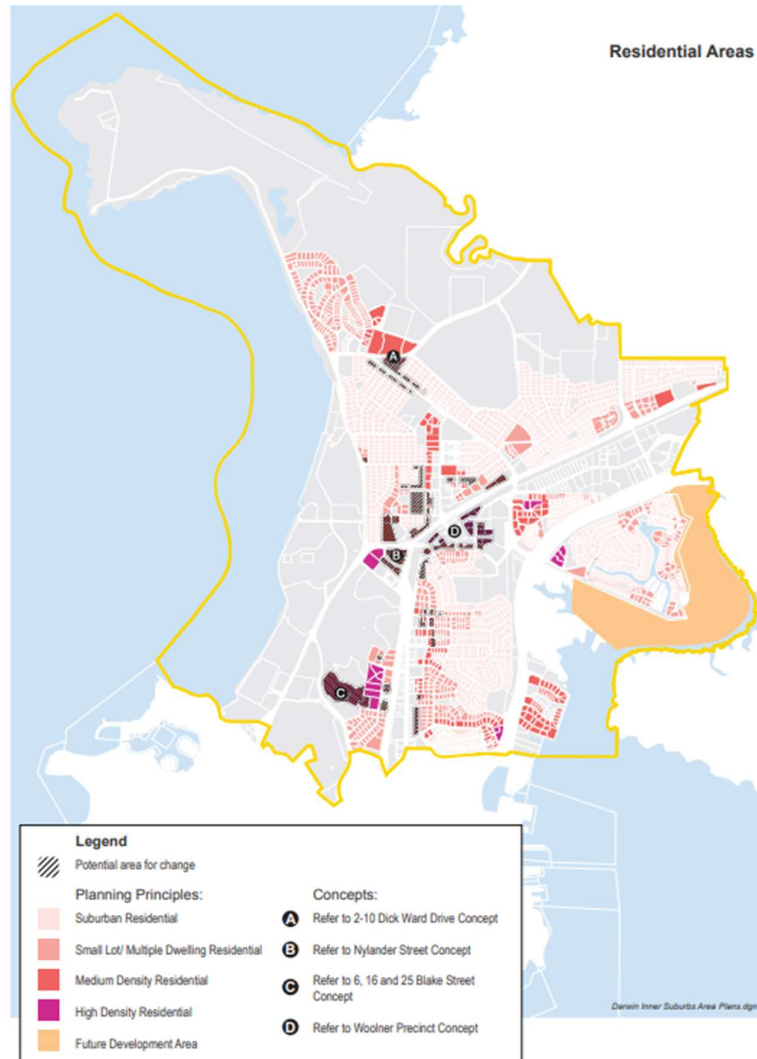 Residential Areas
A
D
B
C
Legend
Potential area for change
Planning Principles:
Suburban Residential
Small Lot/ Multiple Dwelling Residential
Medium Density Residential
High Density Residential
Future Development Area
Concepts:
A Refer to 2-10 Dick Ward Drive Concept
B Refer to Nylander Street Concept
C Refer to 6, 16 and 25 Blake Street
Concept
D Refer to Woolner Precinct Concept
Darwin Inner Suburbs Area Plans.dgn